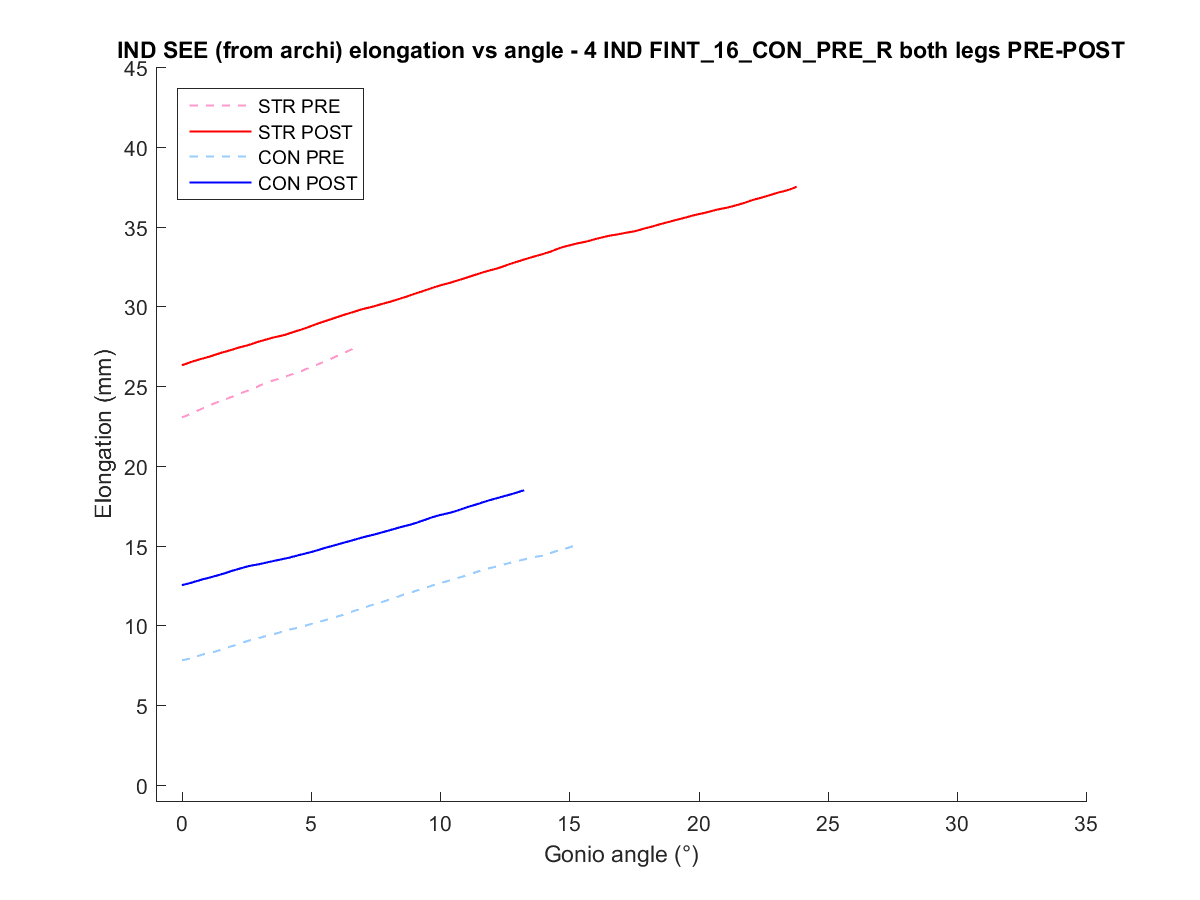 IND SEE (from archi) elongation vs angle - 4 IND FINT_16_CON_PRE_R both legs PRE-POST
45
40
35
30
25
20
15
10
5
0
STR PRE
STR POST
CON PRE
CON POST
Elongation (mm)
0 5 10 15 20 25 30 35
Gonio angle (°)